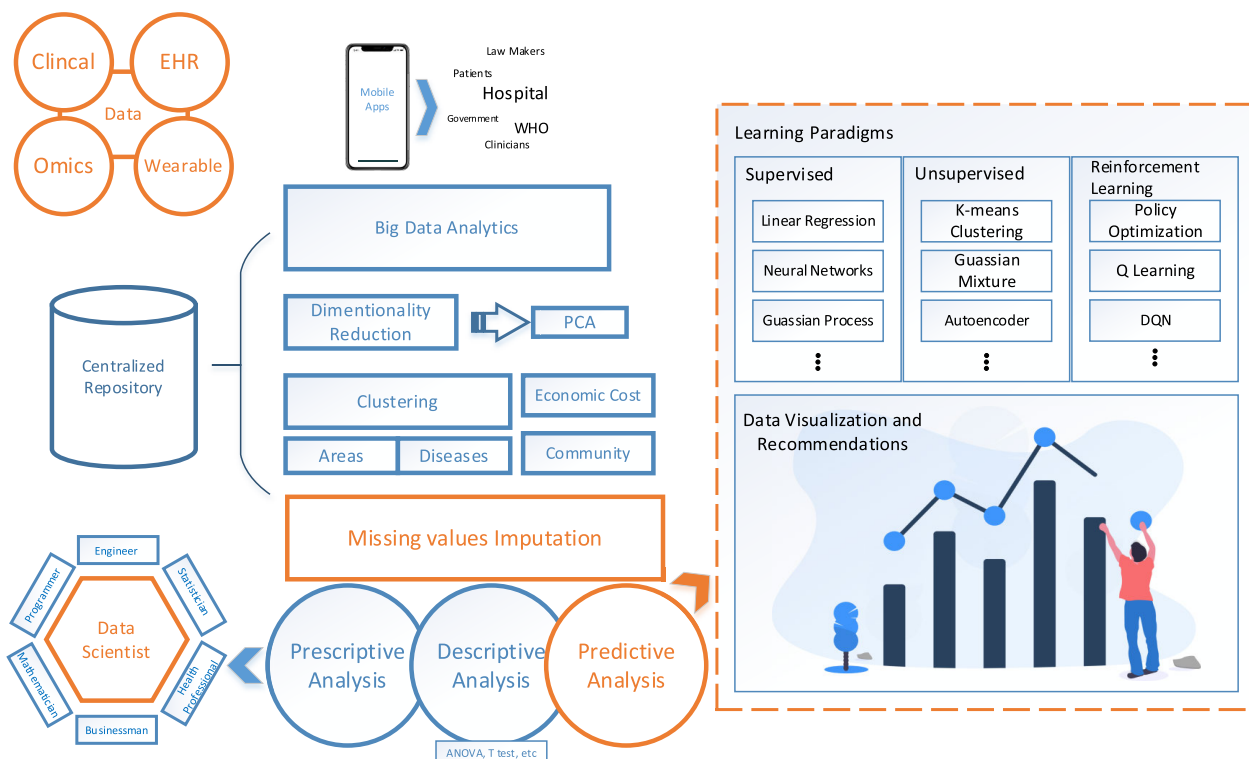 Clincal
EHR
Data
Omics
Wearable
Mobile
Apps
Law Makers
Patients
Hospital
Government
WHO
Clinicians
Big Data Analytics
Dimentionality
Reduction
PCA
Centralized
Repository
Clustering
Economic Cost
Areas
Diseases
Community
Missing values Imputation
Engineer
Programmer
Statistician
Data
Scientist
Mathematician
Health
Professional
Businessman
Prescriptive
Analysis
Descriptive
Analysis
Predictive
Analysis
ANOVA, T test, etc
Learning Paradigms
Supervised
Linear Regression
Neural Networks
Guassian Process
Unsupervised
K-means
Clustering
Guassian
Mixture
Autoencoder
Reinforcement
Learning
Policy
Optimization
Q Learning
DQN
Data Visualization and
Recommendations